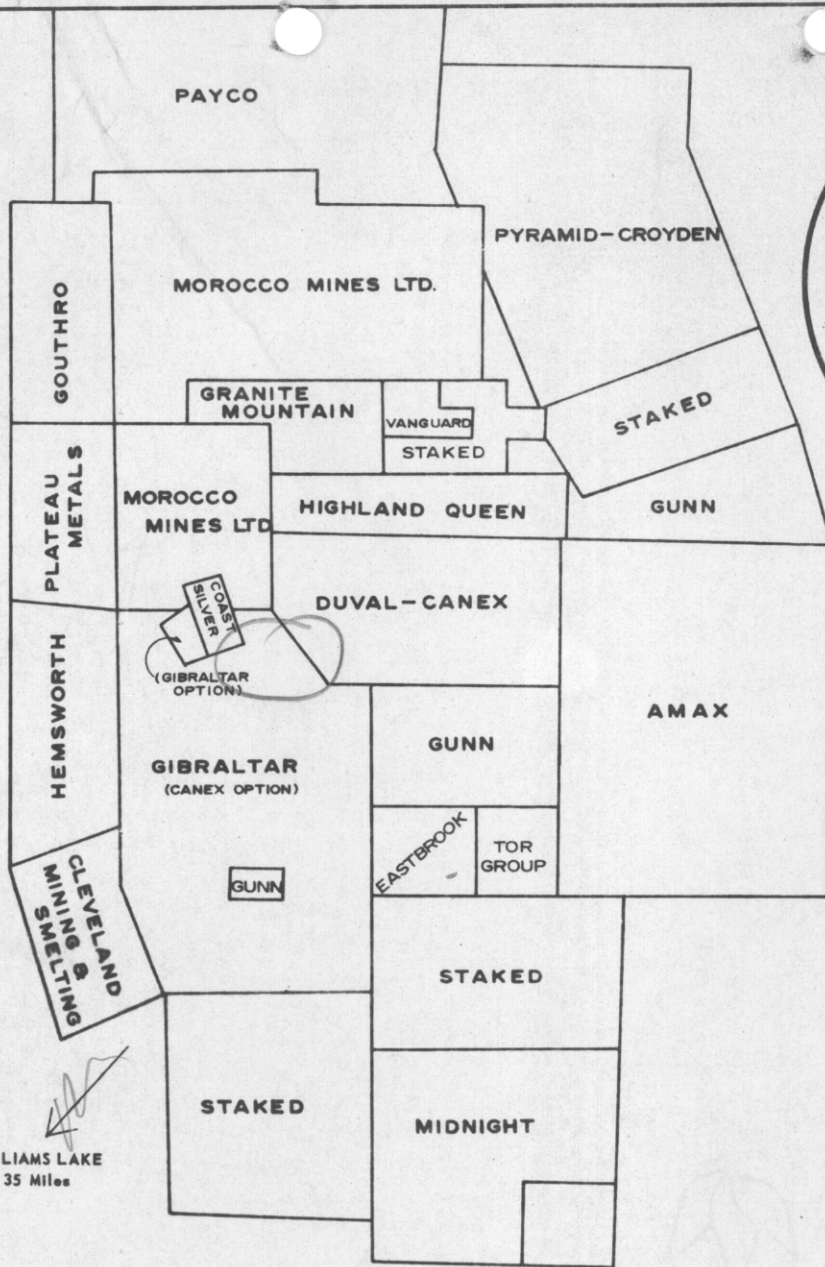 PAYCO
PYRAMID-CROYDEN
MOROCCO MINES LTD.
GOUTHRO
GRANITE
MOUNTAIN
VANGUARD
STAKED
STAKED
PLATEAU
METALS
MOROCCO
MINES LTD
HIGHLAND QUEEN
GUNN
COAST
SILVER
DUVAL-CANEX
(GIBRALTAR
OPTION)
HEMSWORTH
AMAX
GUNN
GIBRALTAR
(CANEX OPTION)
EASTBROOK
TOR
GROUP
GUNN
CLEVELAND
MINING &
SMELTING
STAKED
STAKED
MIDNIGHT
LIAMS LAKE
35 Miles